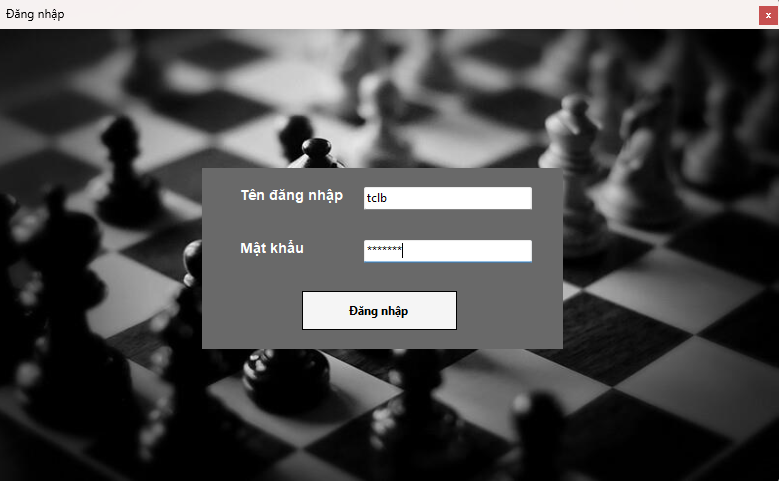 Đăng nhập
x
Tên đăng nhập
tclb
Mật khẩu
*******
Đăng nhập